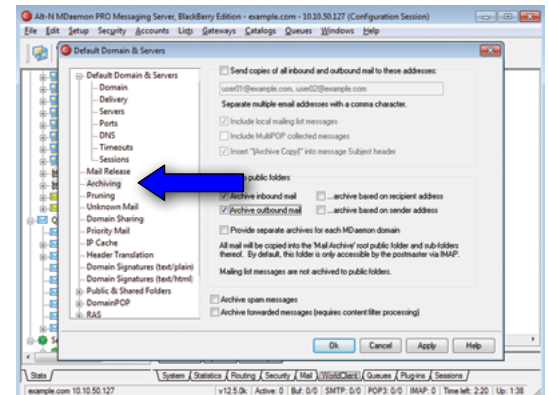 Alt-N MDaemon PRO Messaging Server, BlackBerry Edition - example.com - 10.10.50.127 (Configuration Session)
File Edit Setup Security Accounts Lists Gateways Catalogs Queues Windows Help
Default Domain & Servers
Default Domain & Servers
Domain
Delivery
Servers
Ports
DNS
Timeouts
Sessions
Mail Release
Archiving
Pruning
Unknown Mail
Domain Sharing
Priority Mail
IP Cache
Header Translation
Domain Signatures (text/plain)
Domain Signatures (text/html)
Public & Shared Folders
DomainPOP
RAS
Send copies of all inbound and outbound mail to these addresses:
user01@example.com, user02@example.com
Separate multiple email addresses with a comma character.
Include local mailing list messages
Include MultiPOP collected messages
Insert "(Archive Copy)" into message Subject header
public folders
Archive inbound mail ...archive based on recipient address
Archive outbound mail ...archive based on sender address
Provide separate archives for each MDaemon domain
All mail will be copied into the 'Mail Archive' root public folder and sub-folders
thereof. By default, this folder is only accessible by the postmaster via IMAP.
Mailing list messages are not archived to public folders.
Archive spam messages
Archive forwarded messages (requires content filter processing)
Ok Cancel Apply Help
Stats System Statistics Routing Security Mail WorldClient Queues Plug-ins Sessions
example.com 10.10.50.127 v12.5.0k Active: 0 Buf: 0/0 SMTP: 0/0 POP3: 0/0 IMAP: 0 Time left: 2:20 Up: 1:38